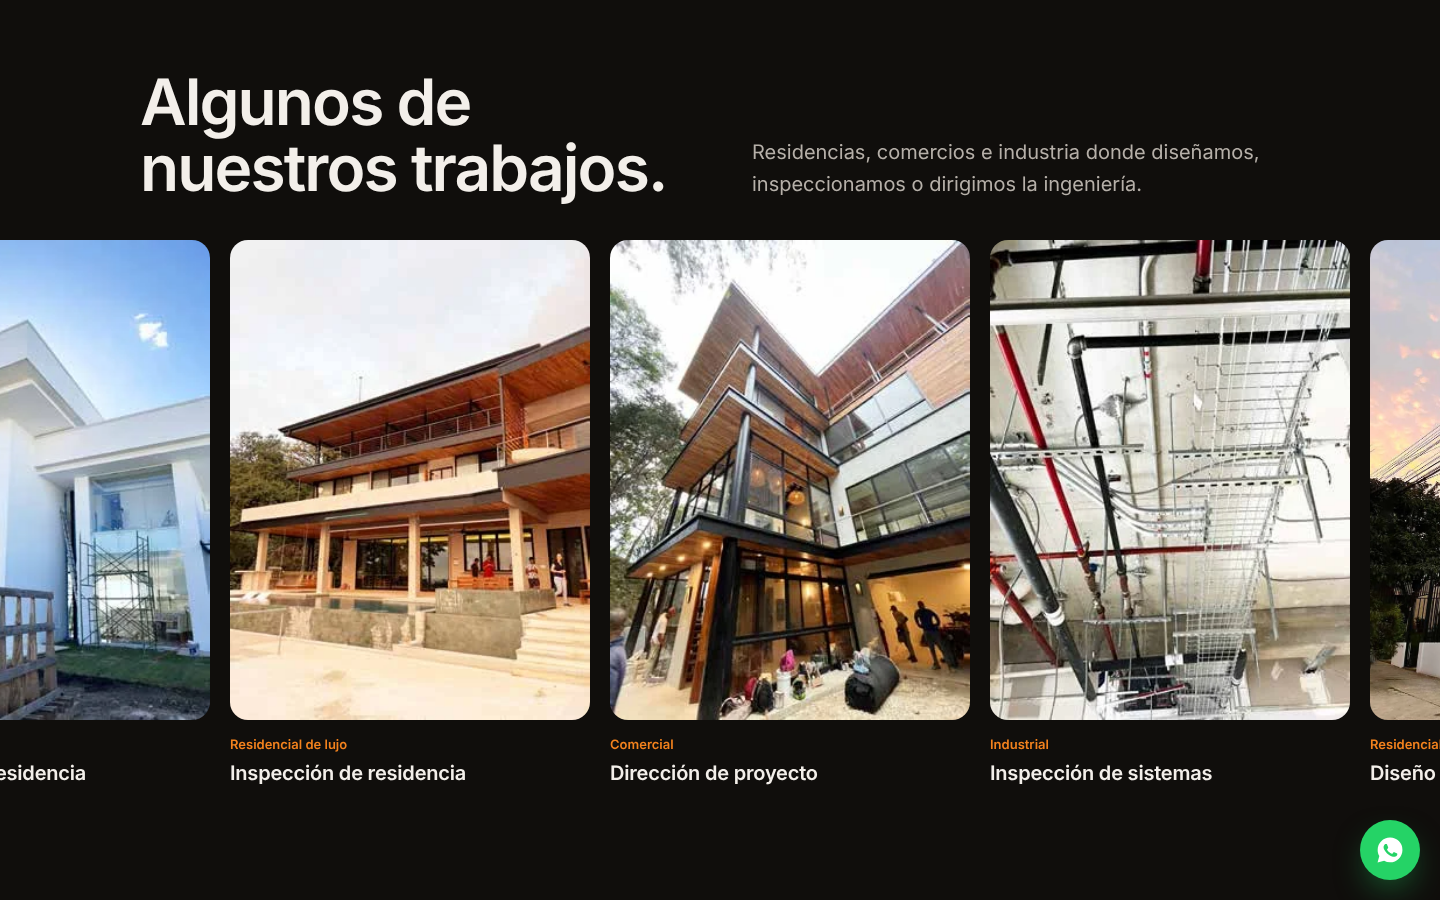 Algunos de
nuestros trabajos.
Residencias, comercios e industria donde diseñamos,
inspeccionamos o dirigimos la ingeniería.
esidencia
Residencial de lujo
Inspección de residencia
Comercial
Dirección de proyecto
Industrial
Inspección de sistemas
Residencial
Diseño